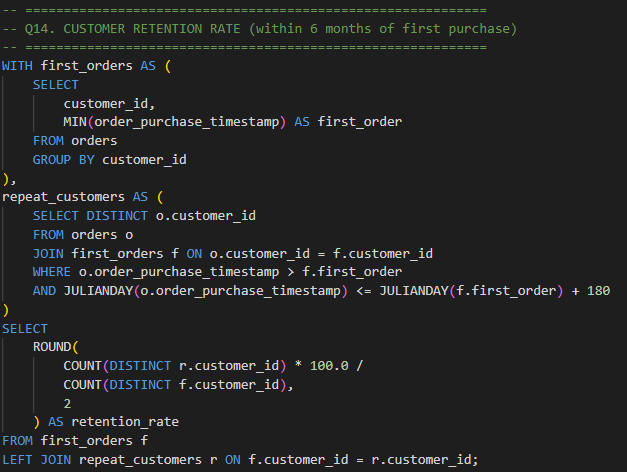 -- ============================================================
-- Q14. CUSTOMER RETENTION RATE (within 6 months of first purchase)
-- ============================================================
WITH first_orders AS (
    SELECT
        customer_id,
        MIN(order_purchase_timestamp) AS first_order
    FROM orders
    GROUP BY customer_id
),
repeat_customers AS (
    SELECT DISTINCT o.customer_id
    FROM orders o
    JOIN first_orders f ON o.customer_id = f.customer_id
    WHERE o.order_purchase_timestamp > f.first_order
    AND JULIANDAY(o.order_purchase_timestamp) <= JULIANDAY(f.first_order) + 180
)
SELECT
    ROUND(
        COUNT(DISTINCT r.customer_id) * 100.0 /
        COUNT(DISTINCT f.customer_id),
        2
    ) AS retention_rate
FROM first_orders f
LEFT JOIN repeat_customers r ON f.customer_id = r.customer_id;